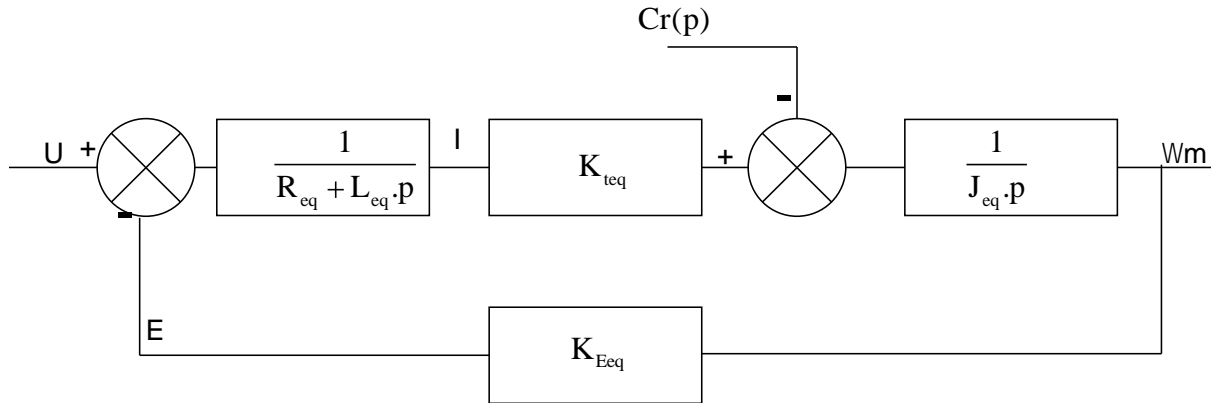 Cr(p)
-
U
+
1
R_eq + L_eq.p
I
K_teq
+
1
J_eq.p
Wm
-
E
K_Eeq